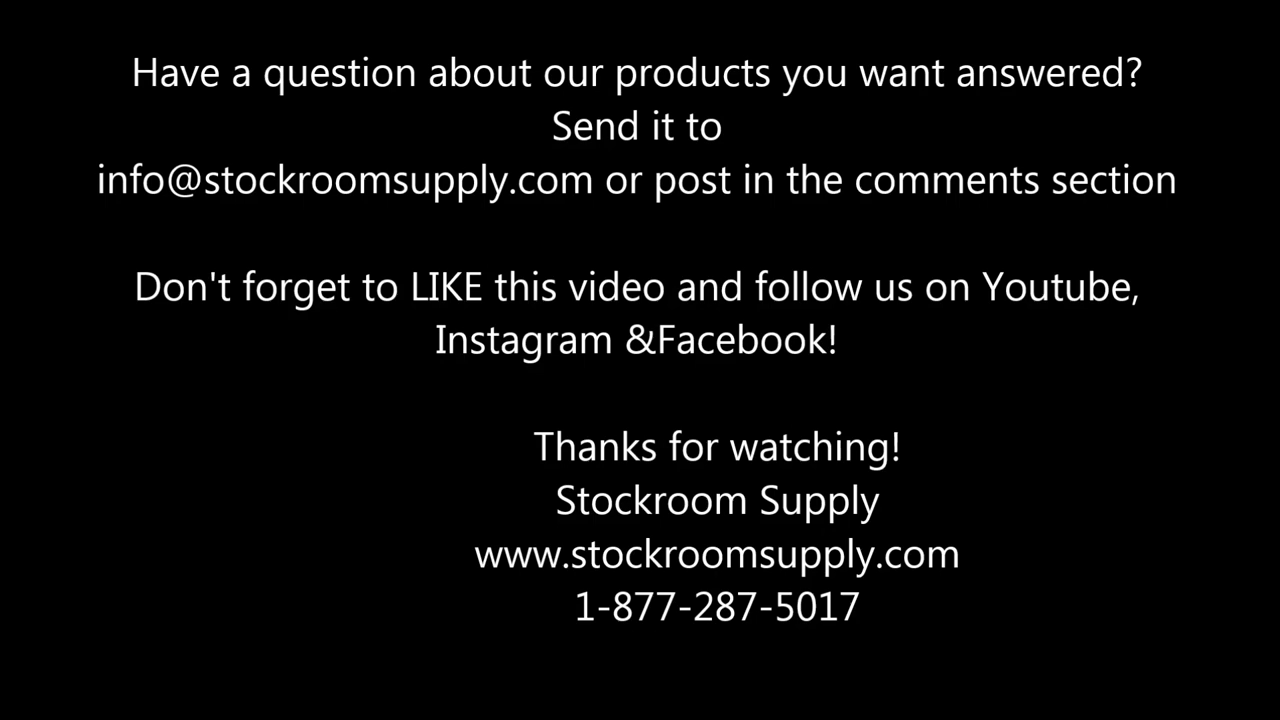 Have a question about our products you want answered?
Send it to
info@stockroomsupply.com or post in the comments section
Don't forget to LIKE this video and follow us on Youtube,
Instagram &Facebook!
Thanks for watching!
Stockroom Supply
www.stockroomsupply.com
1-877-287-5017